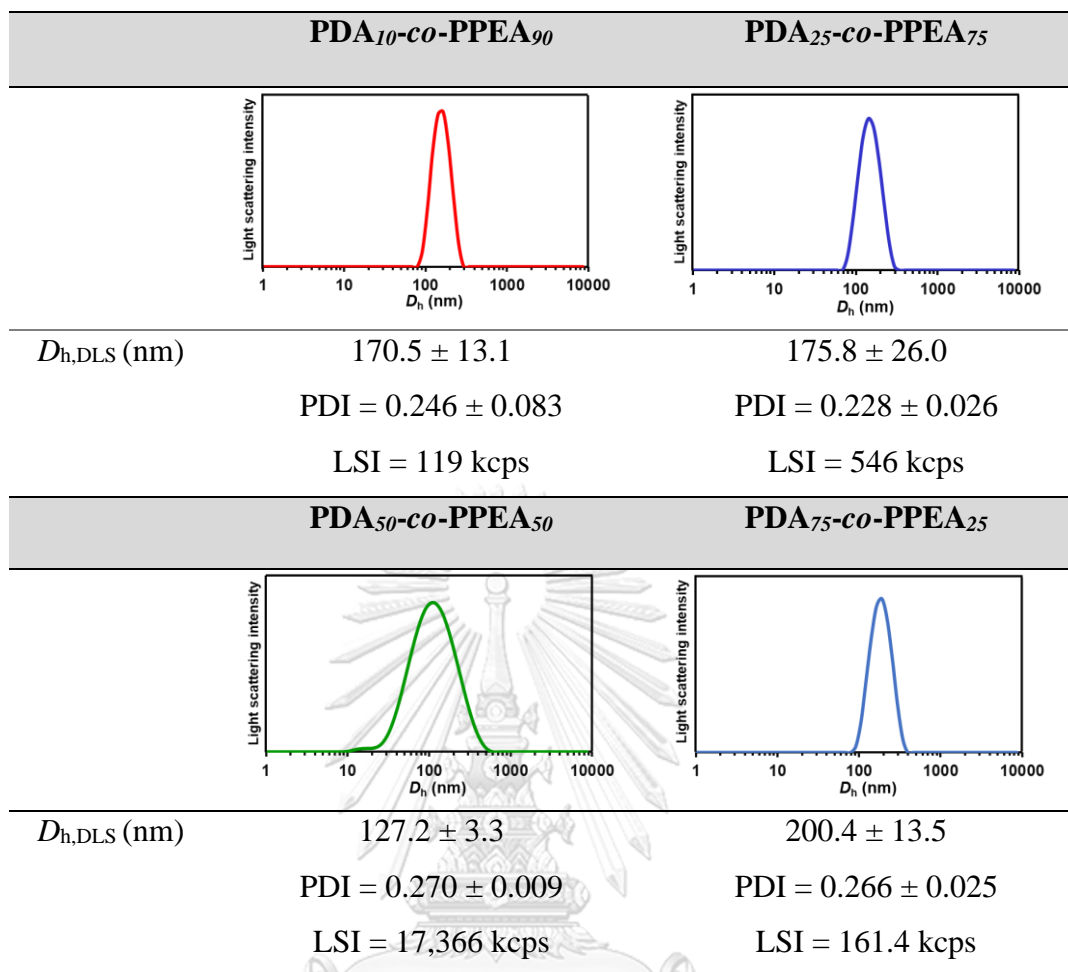 PDA10-co-PPEA90 PDA25-co-PPEA75
Light scattering intensity Light scattering intensity
1 10 100 1000 10000 1 10 100 1000 10000
Dh (nm) Dh (nm)
Dh,DLS (nm) 170.5 ± 13.1 175.8 ± 26.0
PDI = 0.246 ± 0.083 PDI = 0.228 ± 0.026
LSI = 119 kcps LSI = 546 kcps
PDA50-co-PPEA50 PDA75-co-PPEA25
Light scattering intensity Light scattering intensity
1 10 100 1000 10000 1 10 100 1000 10000
Dh (nm) Dh (nm)
Dh,DLS (nm) 127.2 ± 3.3 200.4 ± 13.5
PDI = 0.270 ± 0.009 PDI = 0.266 ± 0.025
LSI = 17,366 kcps LSI = 161.4 kcps